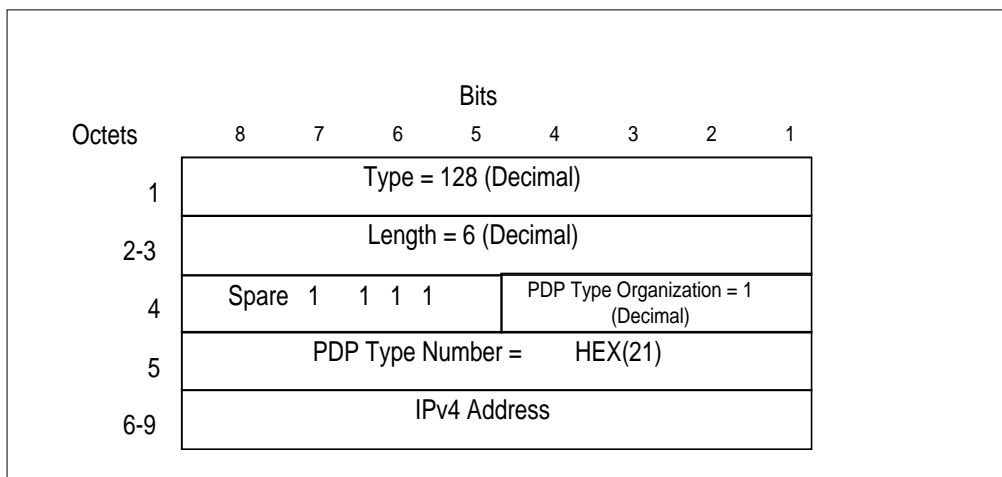 Bits
Octets 8 7 6 5 4 3 2 1
1 Type = 128 (Decimal)
2-3 Length = 6 (Decimal)
4 Spare 1 1 1 1 PDP Type Organization = 1
(Decimal)
5 PDP Type Number = HEX(21)
6-9 IPv4 Address